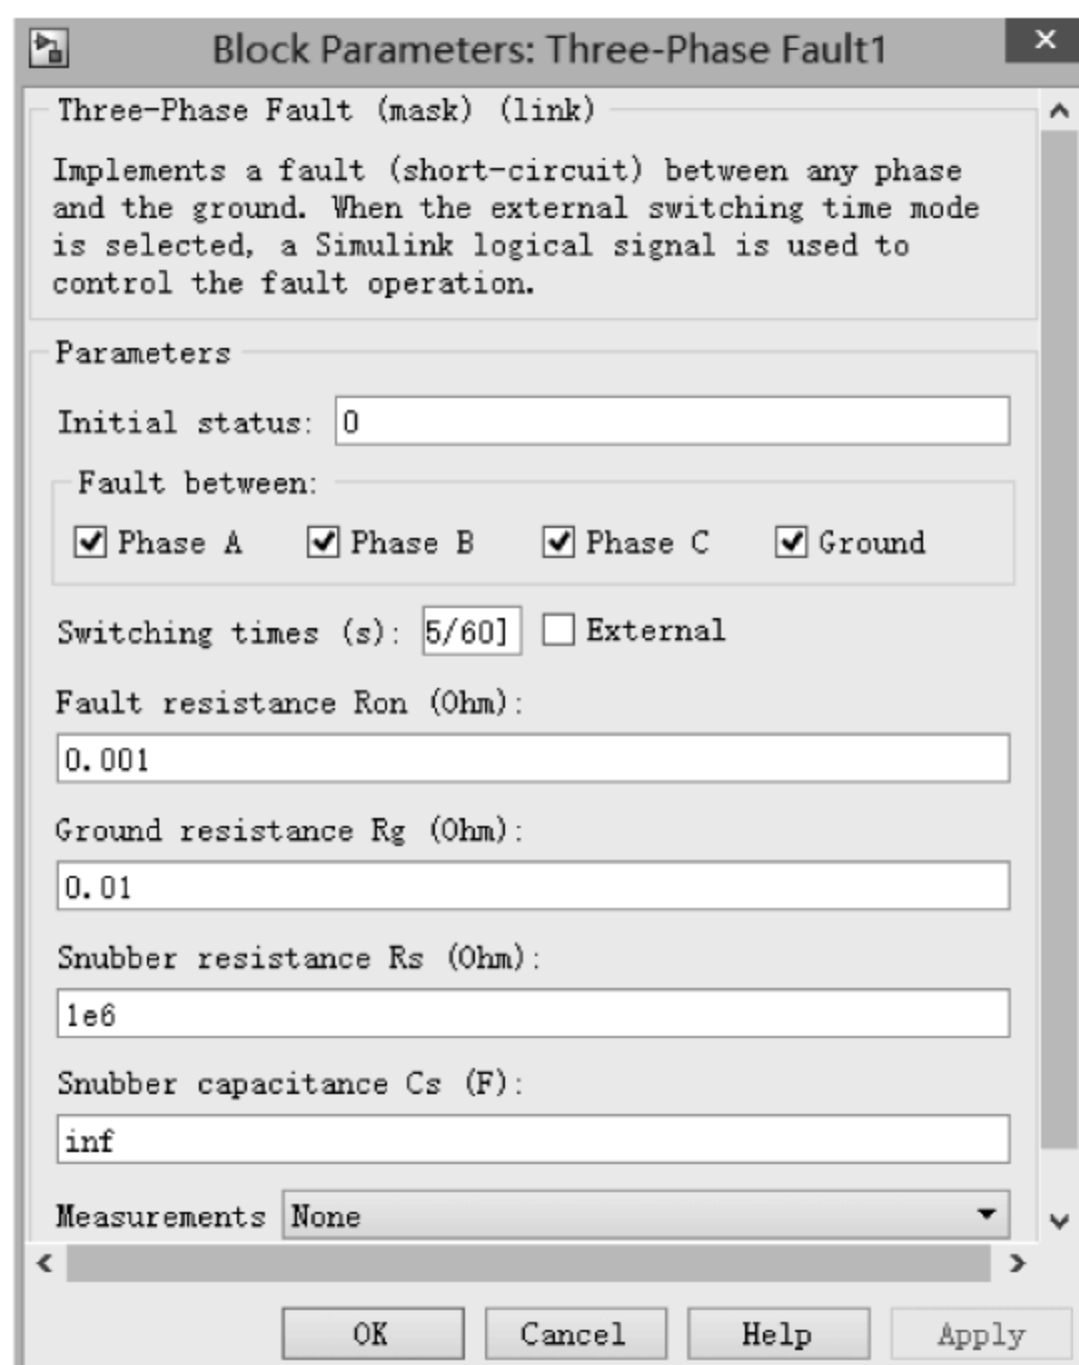 Block Parameters: Three-Phase Fault1
Three-Phase Fault (mask) (link)
Implements a fault (short-circuit) between any phase
and the ground. When the external switching time mode
is selected, a Simulink logical signal is used to
control the fault operation.
Parameters
Initial status: 0
Fault between:
Phase A Phase B Phase C Ground
Switching times (s): 5/60] External
Fault resistance Ron (Ohm):
0.001
Ground resistance Rg (Ohm):
0.01
Snubber resistance Rs (Ohm):
1e6
Snubber capacitance Cs (F):
inf
Measurements None
OK Cancel Help Apply